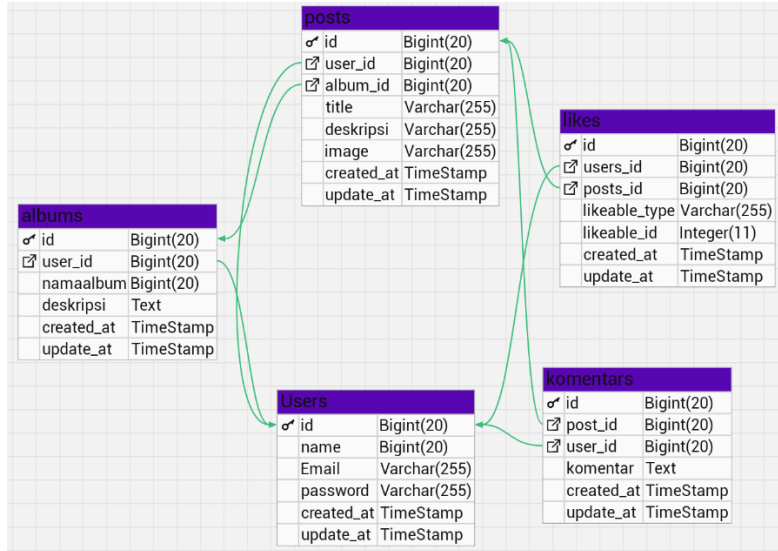 posts
id Bigint(20)
user_id Bigint(20)
album_id Bigint(20)
title Varchar(255)
deskripsi Varchar(255)
image Varchar(255)
created_at TimeStamp
update_at TimeStamp
likes
id Bigint(20)
users_id Bigint(20)
posts_id Bigint(20)
likeable_type Varchar(255)
likeable_id Integer(11)
created_at TimeStamp
update_at TimeStamp
albums
id Bigint(20)
user_id Bigint(20)
namaalbum Bigint(20)
deskripsi Text
created_at TimeStamp
update_at TimeStamp
Users
id Bigint(20)
name Bigint(20)
Email Varchar(255)
password Varchar(255)
created_at TimeStamp
update_at TimeStamp
komentars
id Bigint(20)
post_id Bigint(20)
user_id Bigint(20)
komentar Text
created_at TimeStamp
update_at TimeStamp